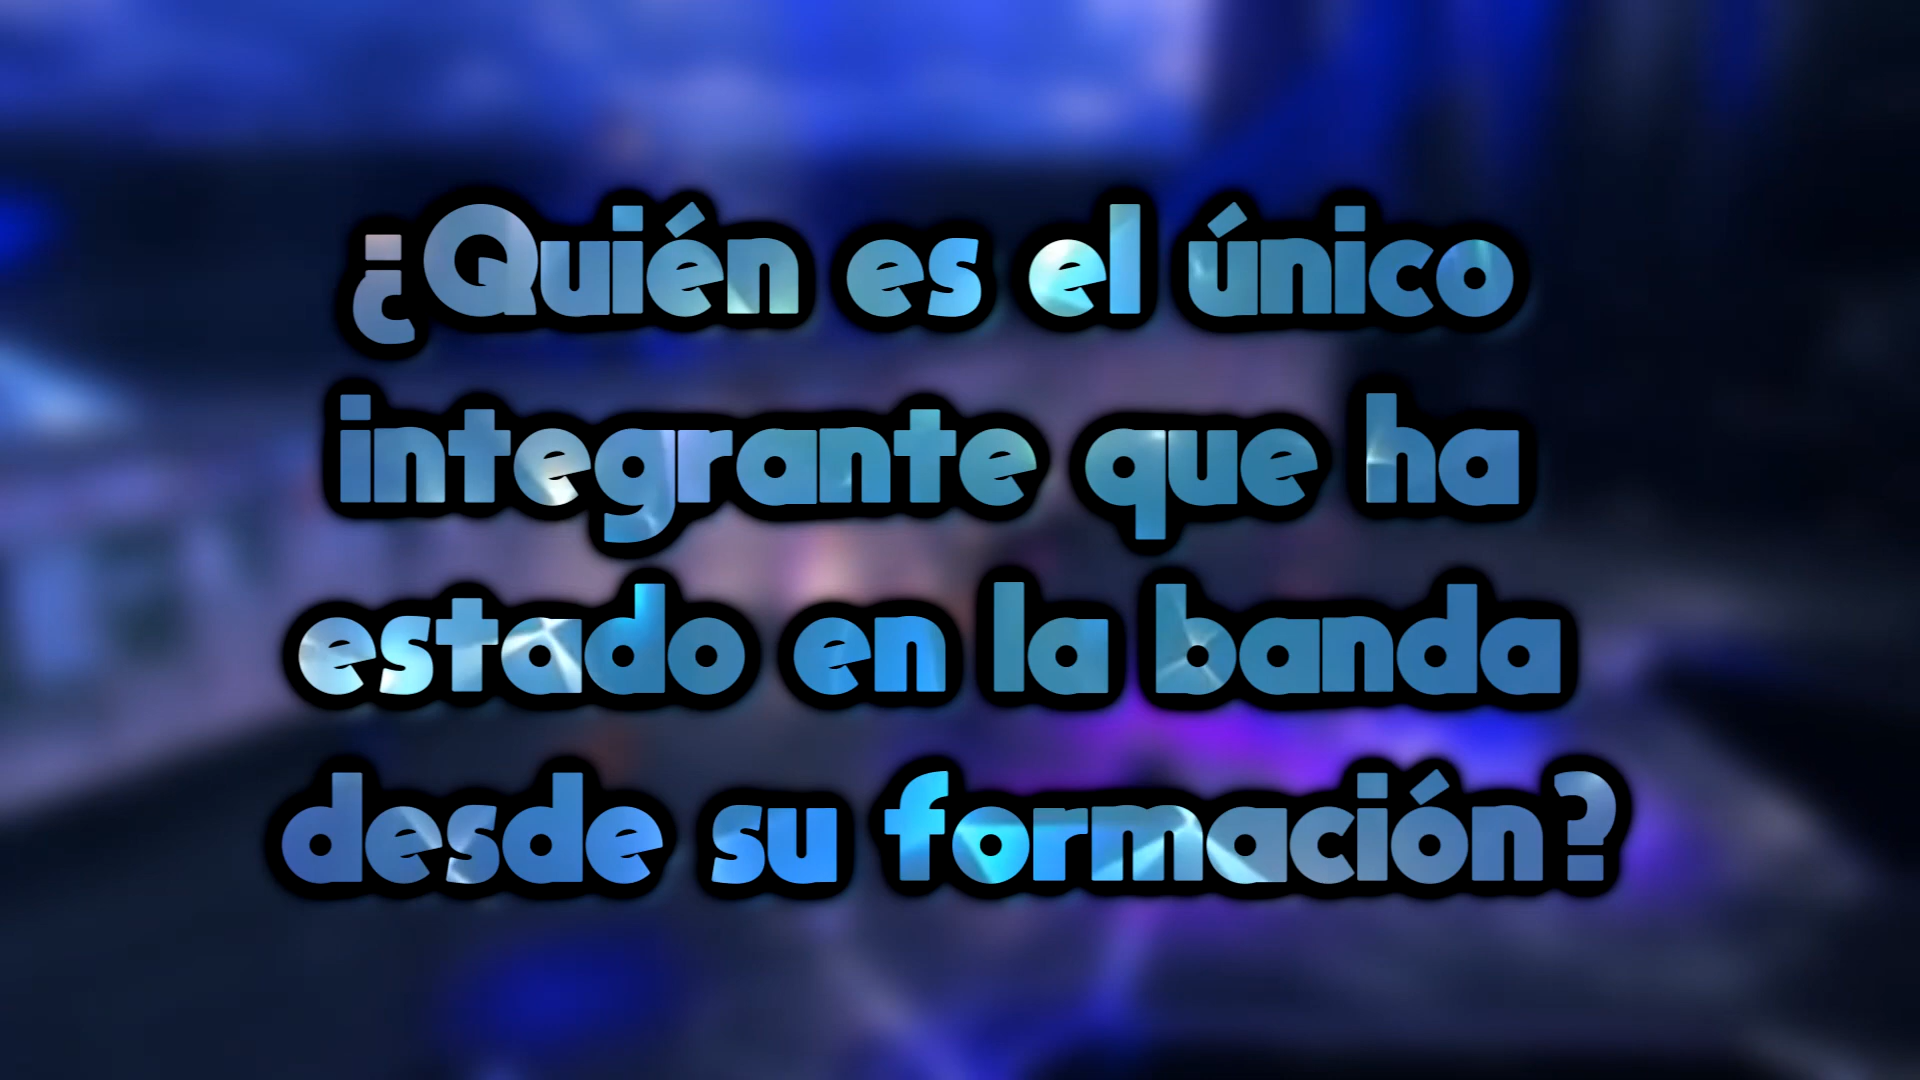 ¿Quién es el único
integrante que ha
estado en la banda
desde su formación?